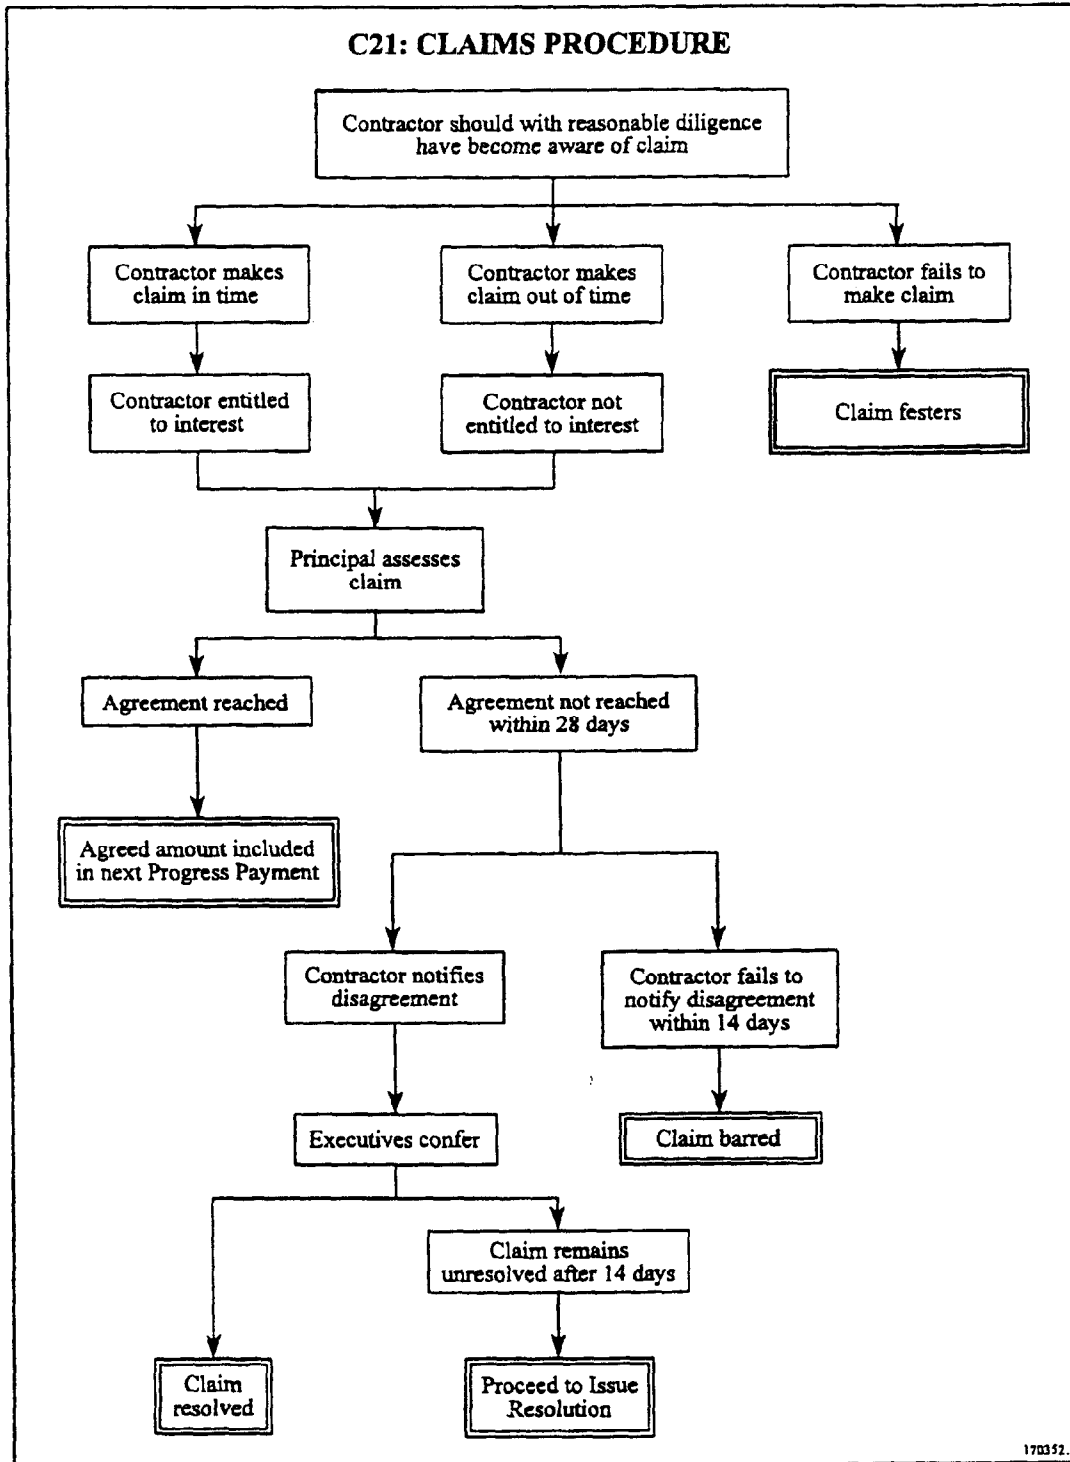 C21: CLAIMS PROCEDURE
Contractor should with reasonable diligence
have become aware of claim
Contractor makes
claim in time
Contractor makes
claim out of time
Contractor fails to
make claim
Contractor entitled
to interest
Contractor not
entitled to interest
Claim festers
Principal assesses
claim
Agreement reached
Agreement not reached
within 28 days
Agreed amount included
in next Progress Payment
Contractor notifies
disagreement
Contractor fails to
notify disagreement
within 14 days
Executives confer
Claim barred
Claim remains
unresolved after 14 days
Claim
resolved
Proceed to Issue
Resolution
170352.